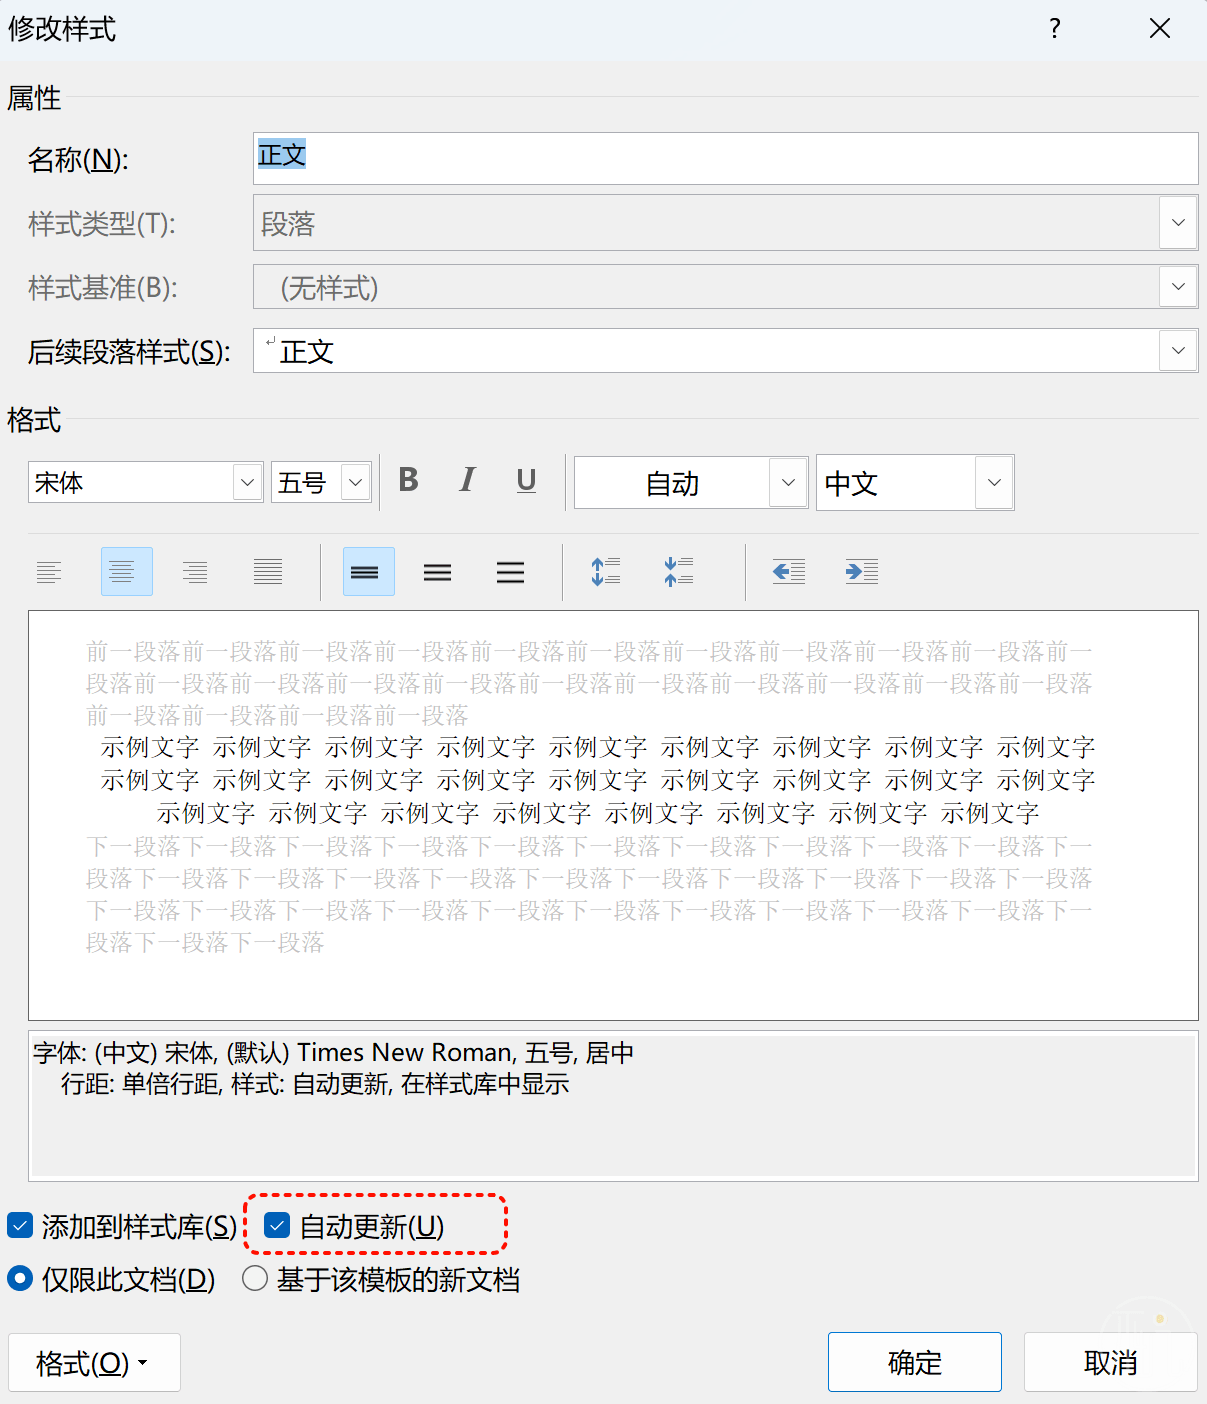 修改样式
?
属性
名称(N):
正文
样式类型(T):
段落
样式基准(B):
(无样式)
后续段落样式(S):
正文
格式
宋体
五号
B I U
自动
中文
前一段落前一段落前一段落前一段落前一段落前一段落前一段落前一段落前一段落前一段落前一
段落前一段落前一段落前一段落前一段落前一段落前一段落前一段落前一段落前一段落前一段落
前一段落前一段落前一段落前一段落
示例文字 示例文字 示例文字 示例文字 示例文字 示例文字 示例文字 示例文字 示例文字
示例文字 示例文字 示例文字 示例文字 示例文字 示例文字 示例文字 示例文字 示例文字
示例文字 示例文字 示例文字 示例文字 示例文字 示例文字 示例文字 示例文字
下一段落下一段落下一段落下一段落下一段落下一段落下一段落下一段落下一段落下一段落下一
段落下一段落下一段落下一段落下一段落下一段落下一段落下一段落下一段落下一段落下一段落
下一段落下一段落下一段落下一段落下一段落下一段落下一段落下一段落下一段落下一段落下一
段落下一段落下一段落
字体: (中文) 宋体, (默认) Times New Roman, 五号, 居中
行距: 单倍行距, 样式: 自动更新, 在样式库中显示
添加到样式库(S)
自动更新(U)
仅限此文档(D)
基于该模板的新文档
格式(O)
确定
取消